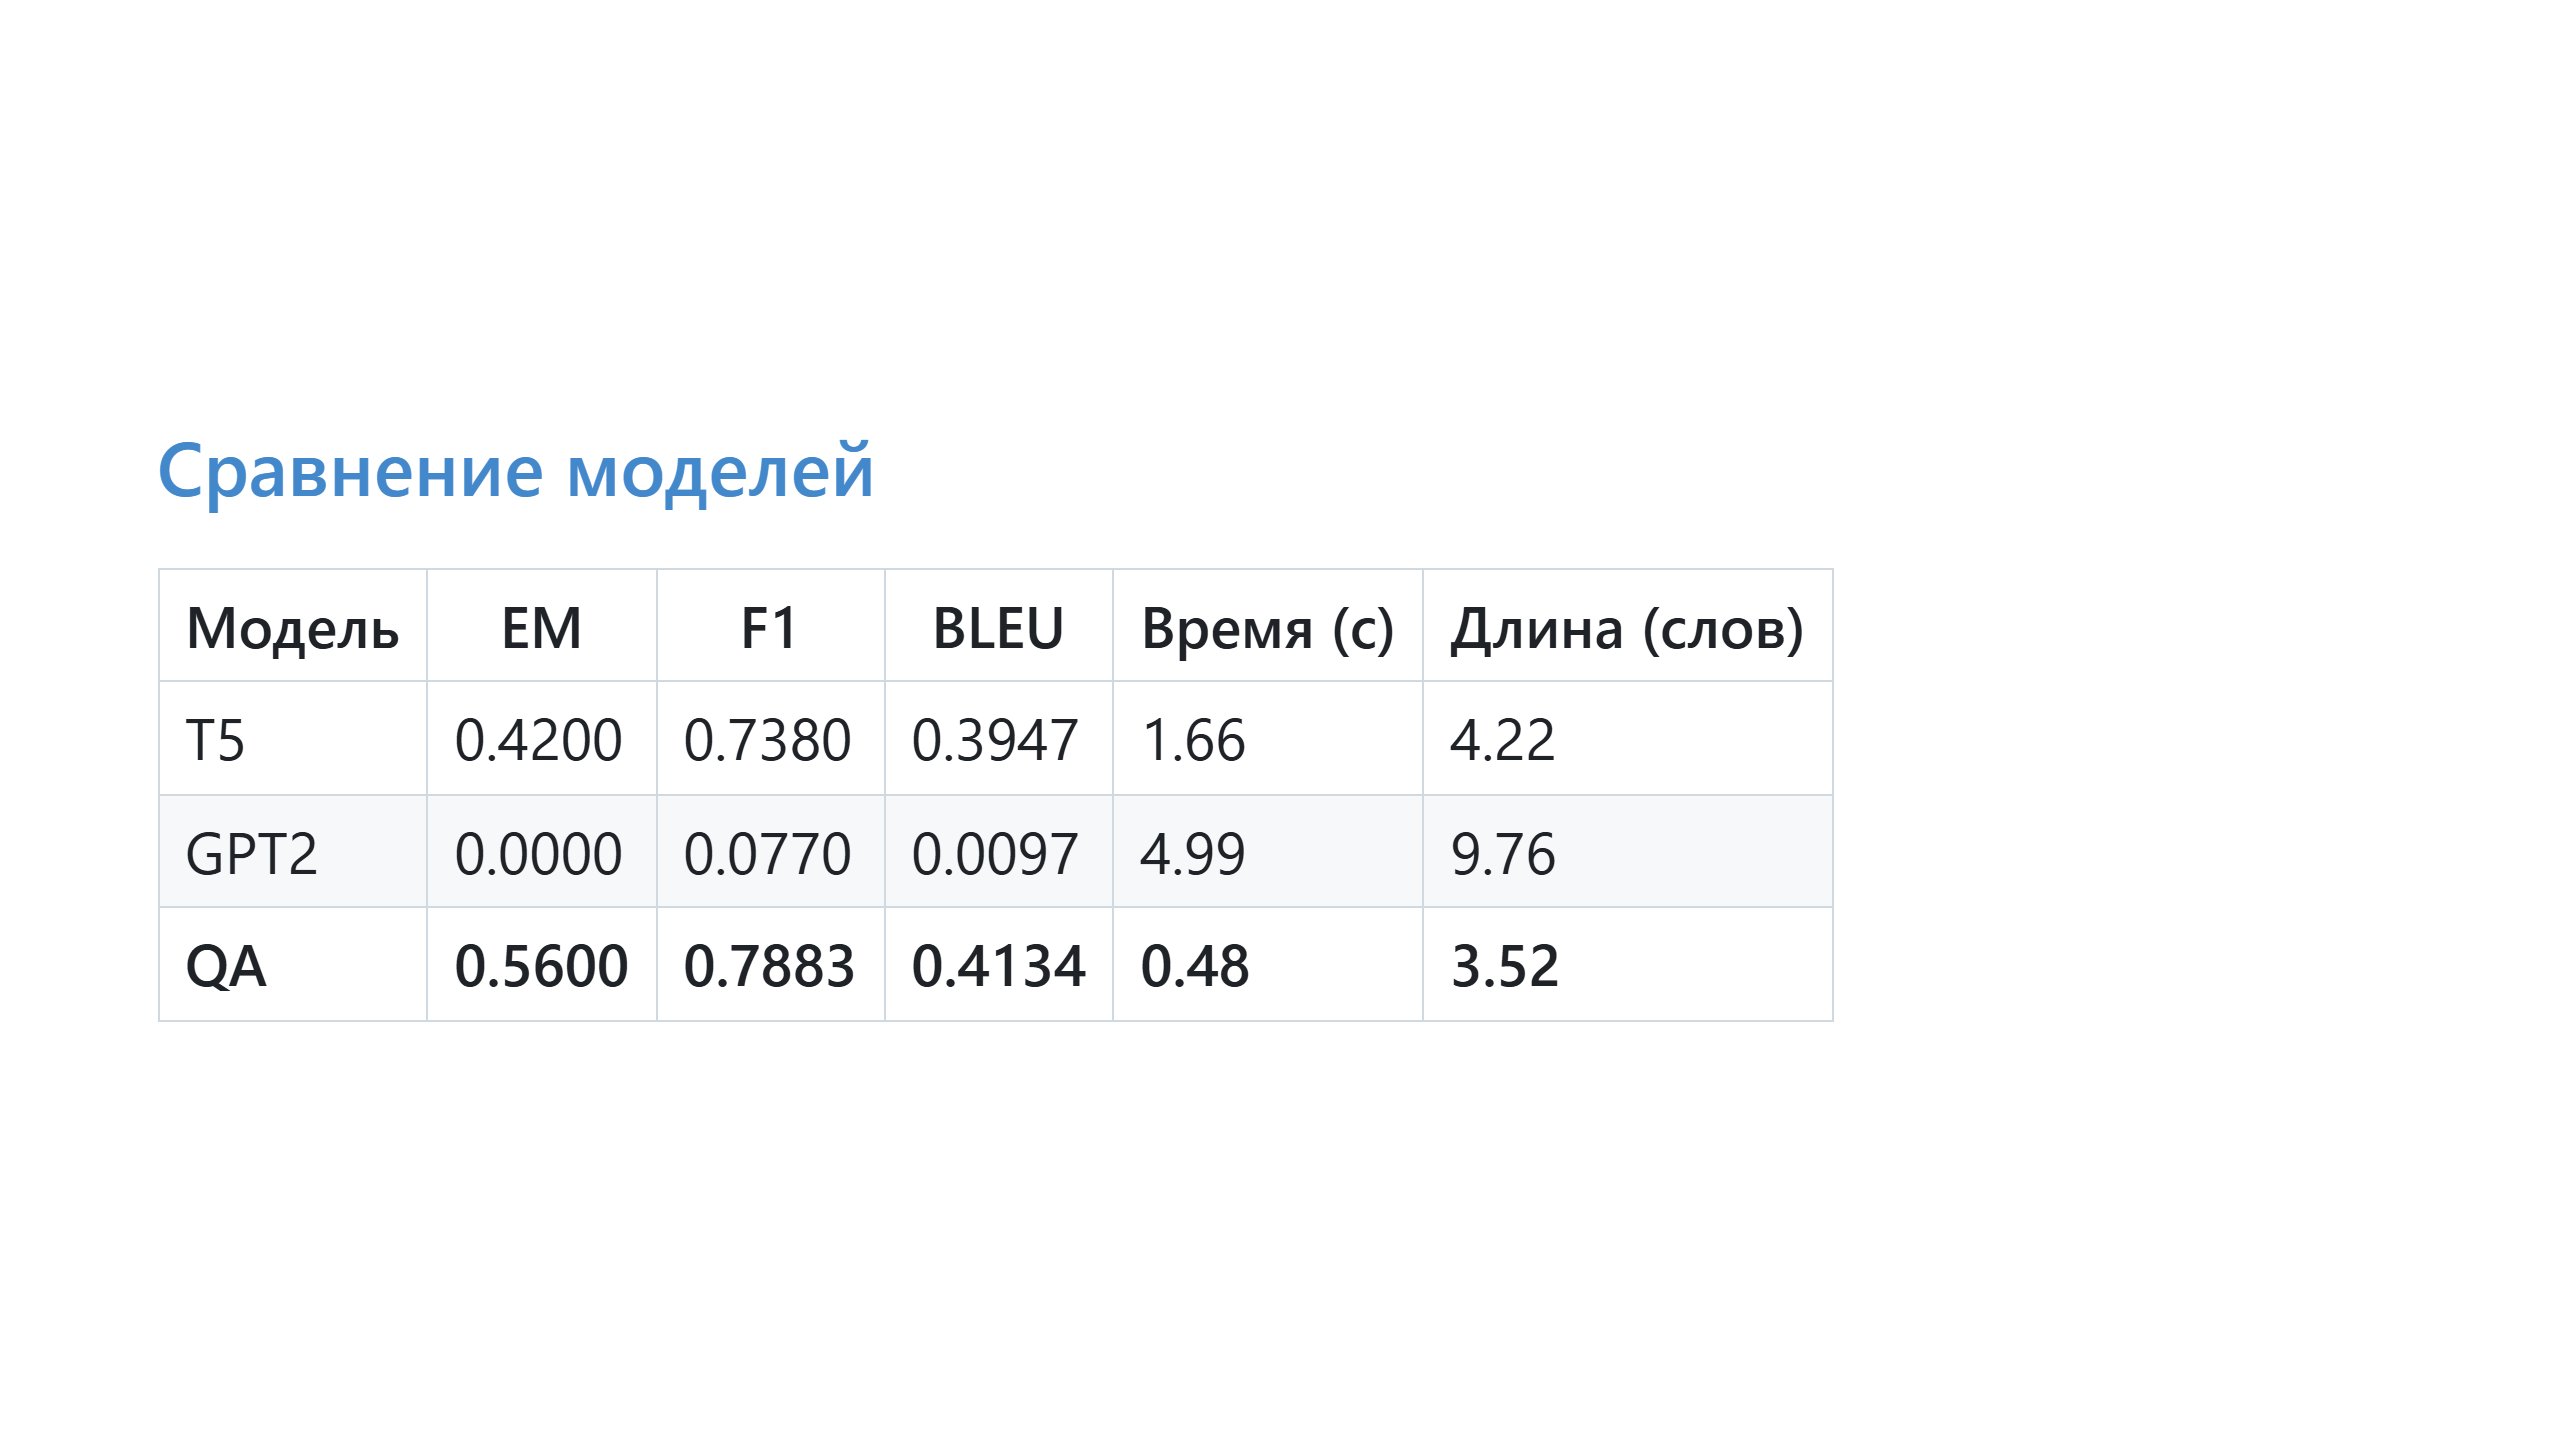 Сравнение моделей
Модель EM F1 BLEU Время (с) Длина (слов)
T5 0.4200 0.7380 0.3947 1.66 4.22
GPT2 0.0000 0.0770 0.0097 4.99 9.76
QA 0.5600 0.7883 0.4134 0.48 3.52